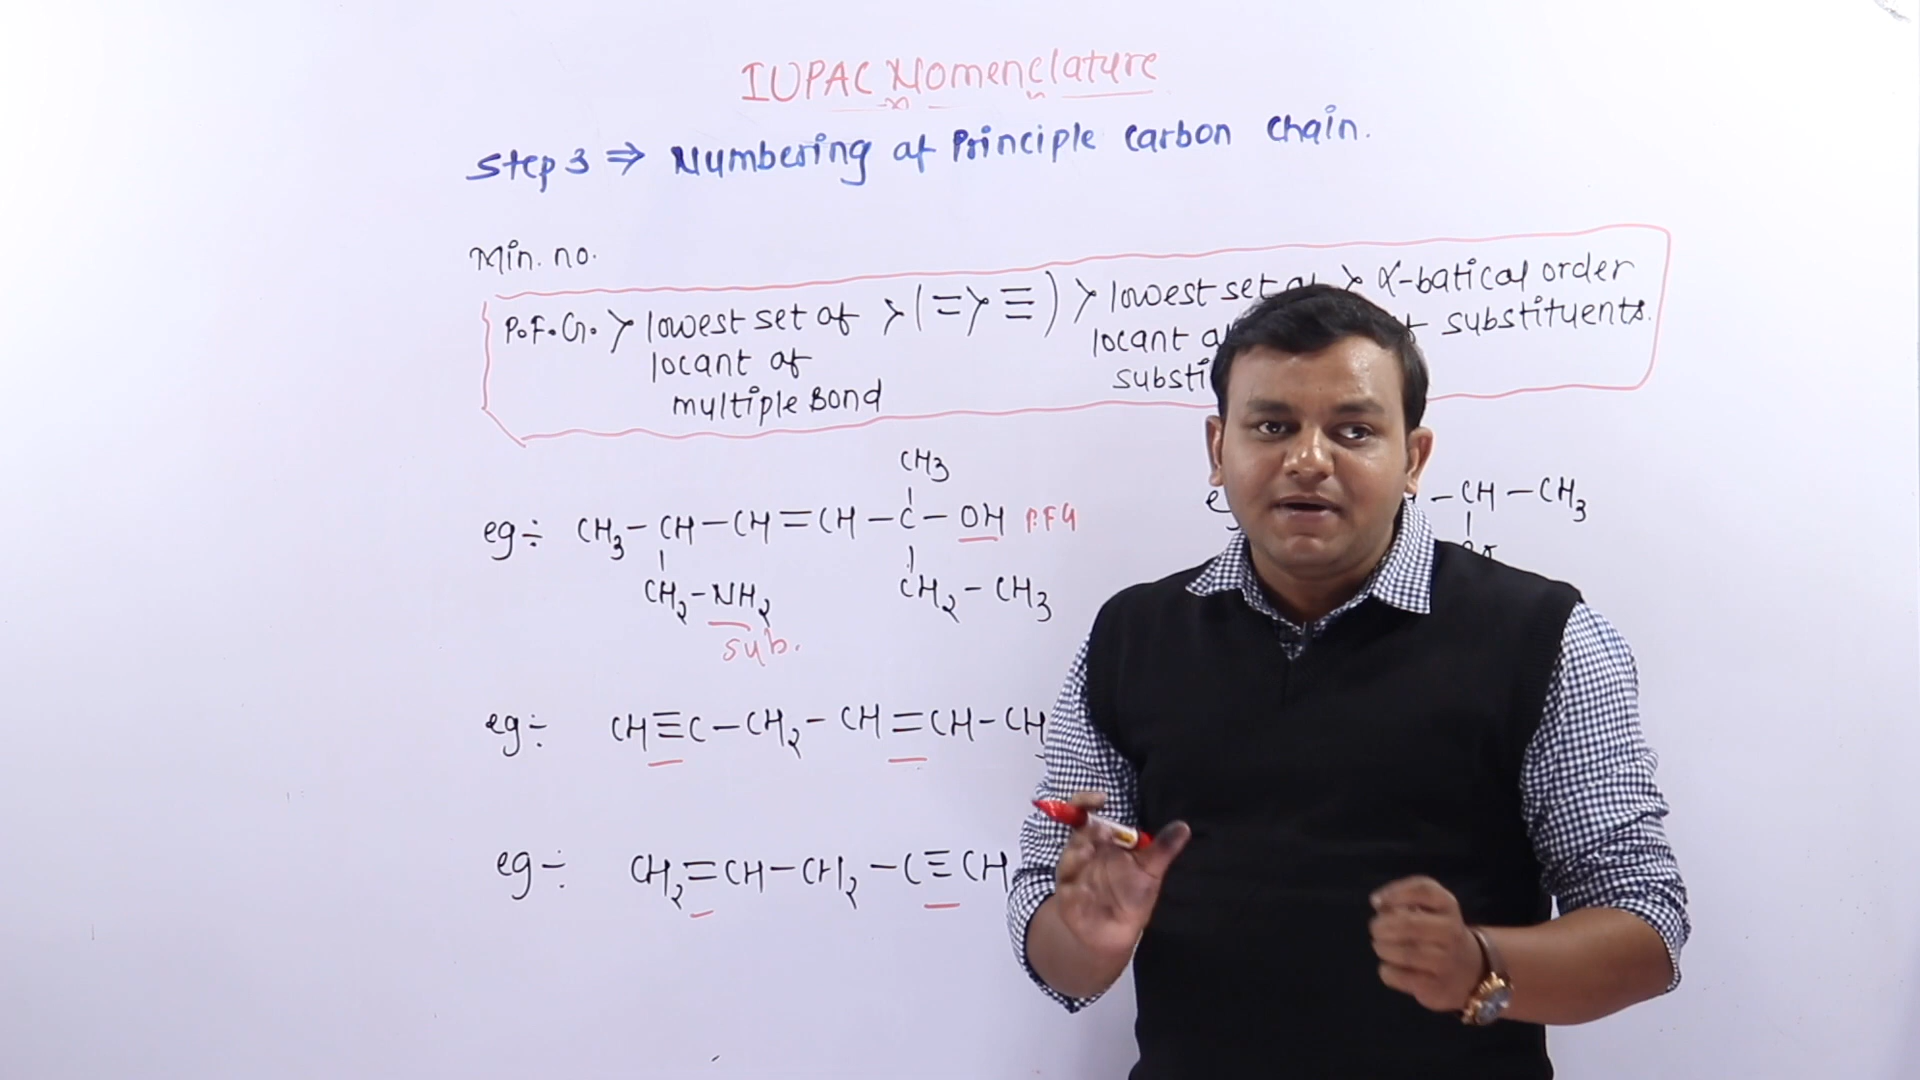 IUPAC Nomenclature
Step 3 ⇒ Numbering of Principle Carbon Chain.
Min. no.
P.F.G. > lowest set of locant of multiple Bond > (= > ≡) > lowest set of locant > α-batical order substituents.
CH3
eg÷ CH3-CH-CH=CH-C-OH P.F.G
CH2-NH2 CH2-CH3
sub.
-CH-CH3
Br
eg÷ CH≡C-CH2-CH=CH-CH
eg÷ CH2=CH-CH2-C≡CH